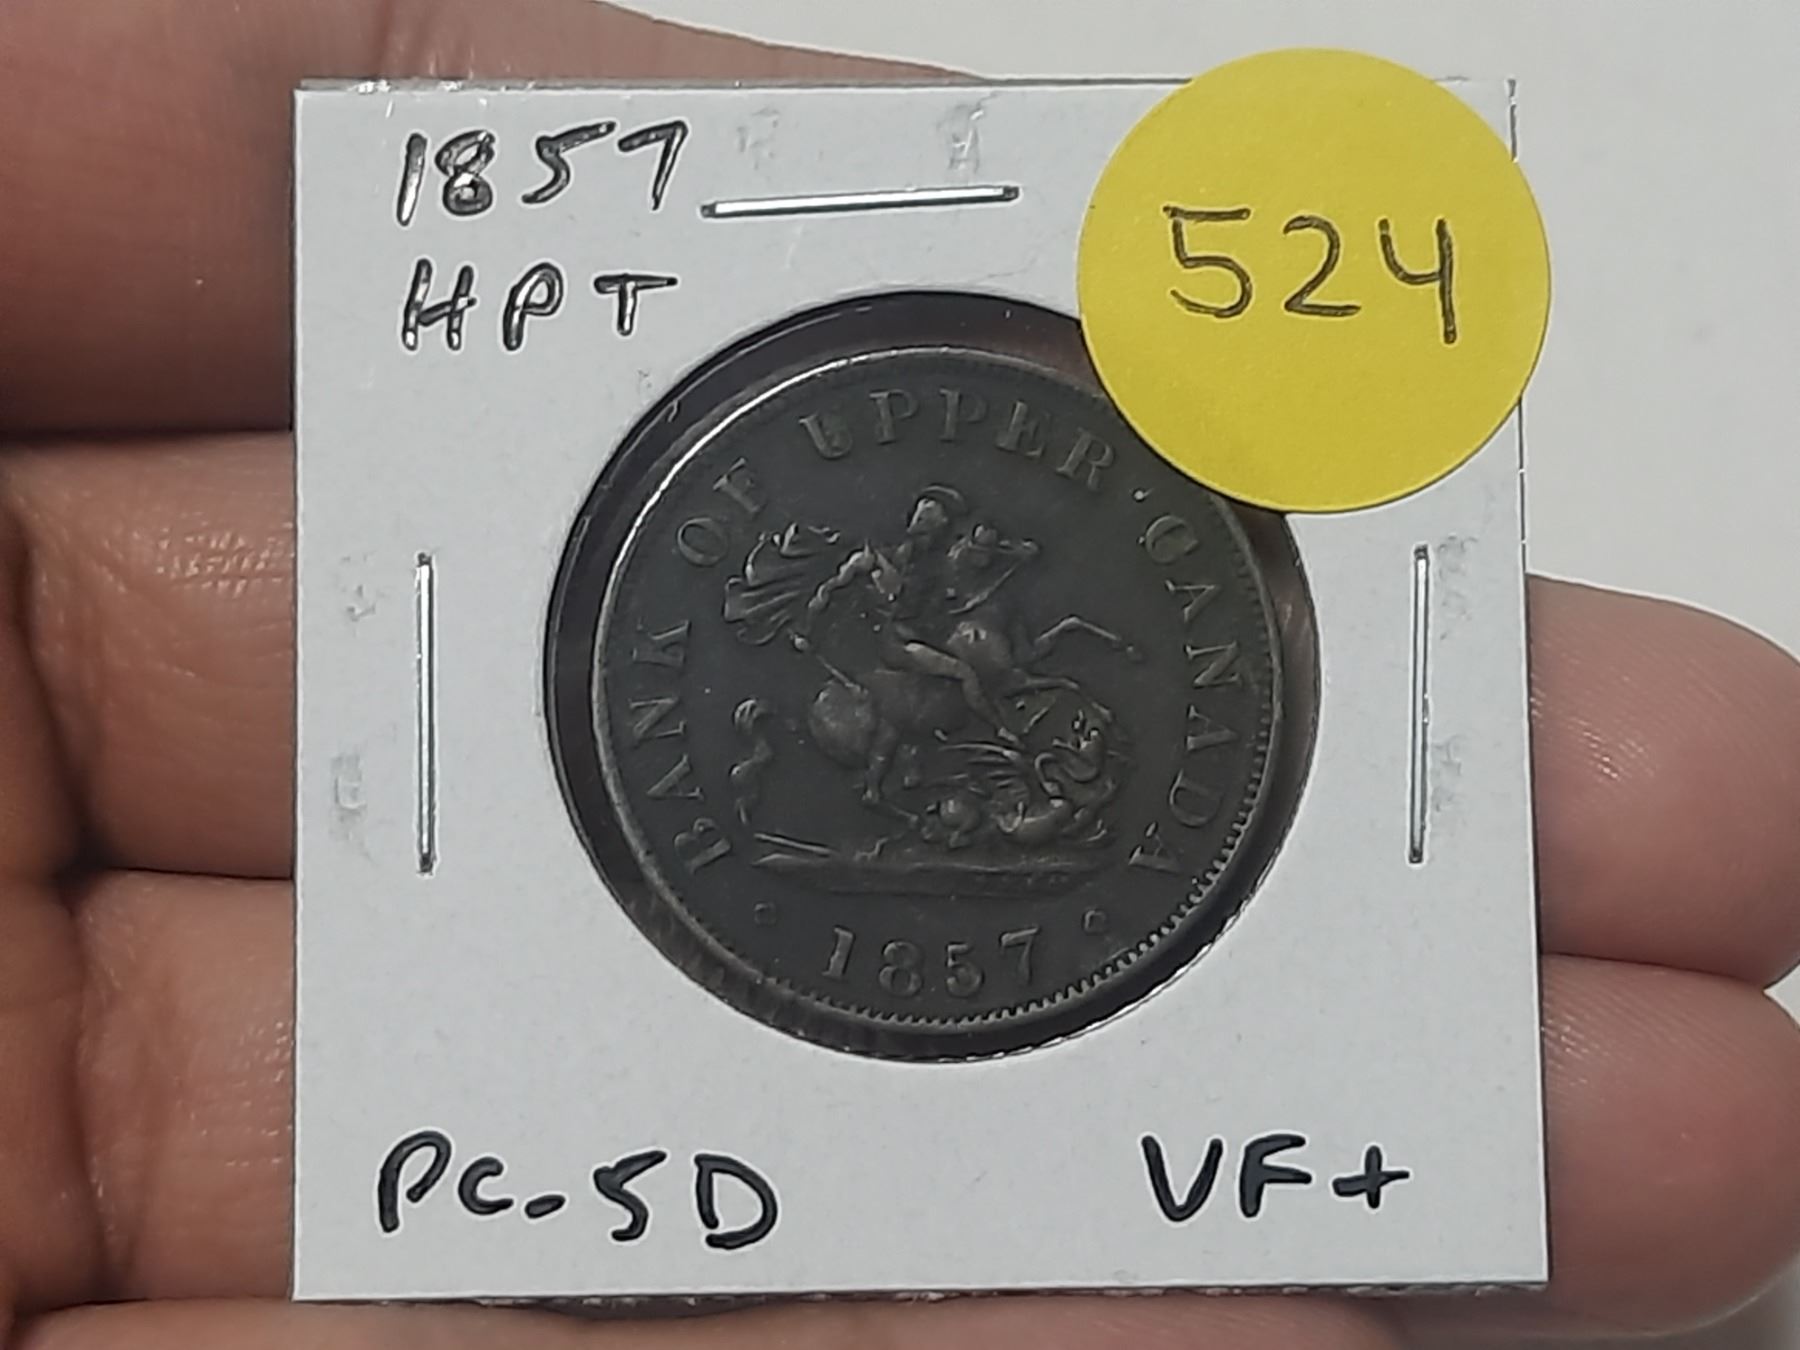 1857
HPT
524
BANK OF UPPER CANADA
1857
PC-5D
VF+